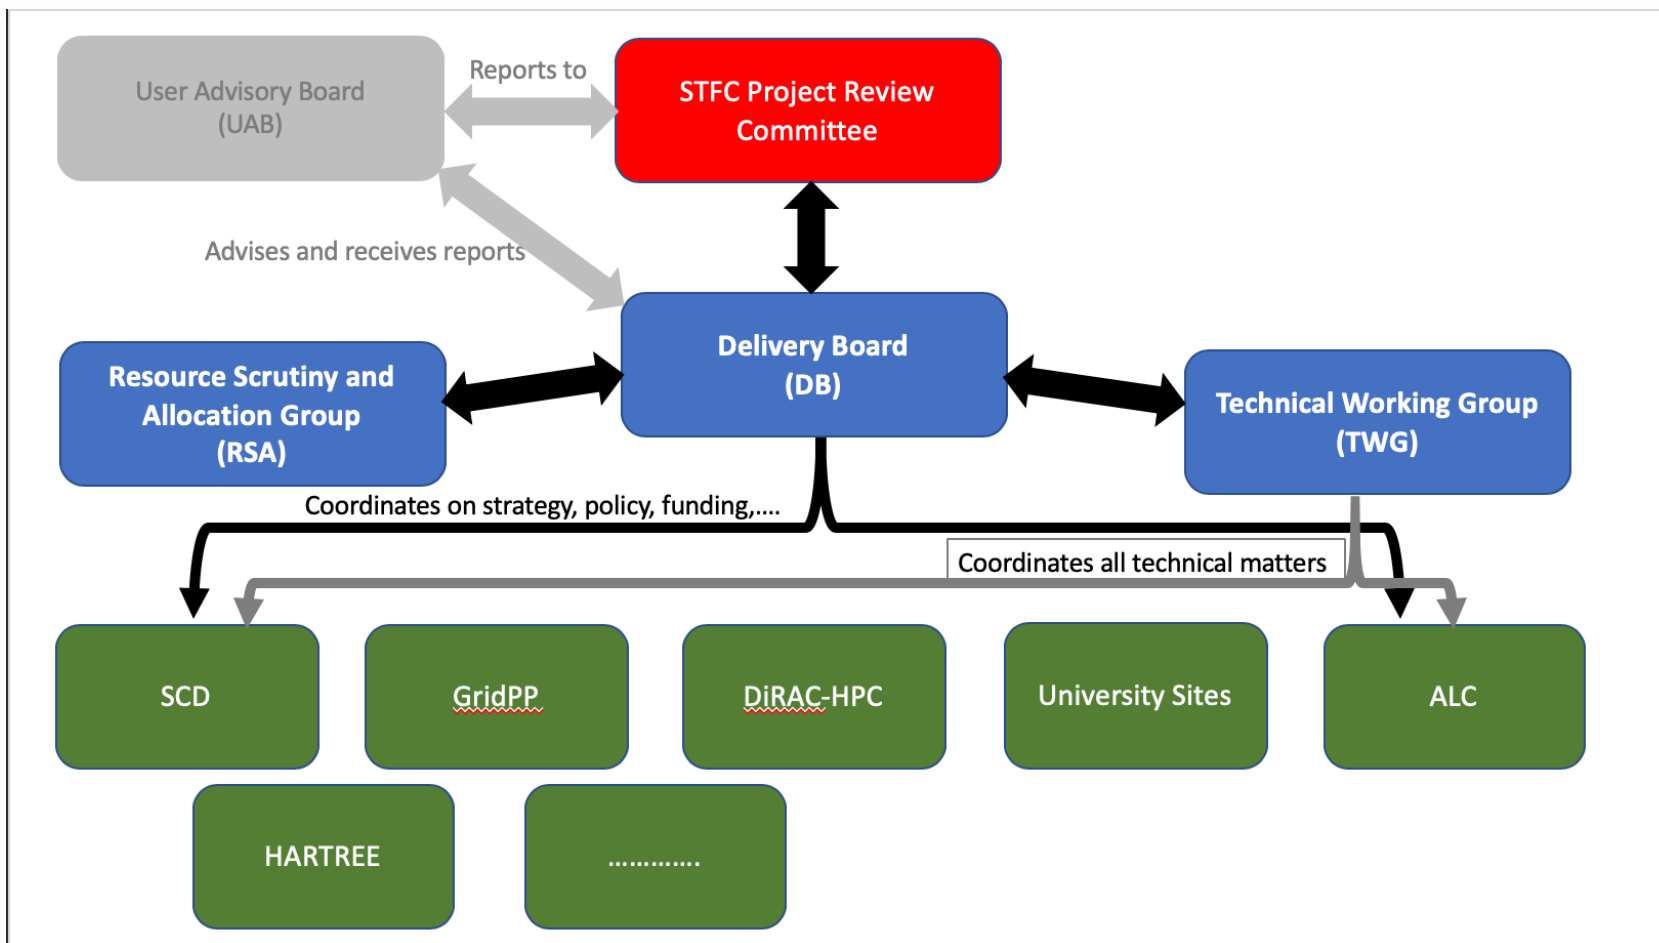 User Advisory Board
(UAB)
Reports to
STFC Project Review
Committee
Advises and receives reports
Delivery Board
(DB)
Resource Scrutiny and
Allocation Group
(RSA)
Technical Working Group
(TWG)
Coordinates on strategy, policy, funding,....
Coordinates all technical matters
SCD
GridPP
DiRAC-HPC
University Sites
ALC
HARTREE
.............